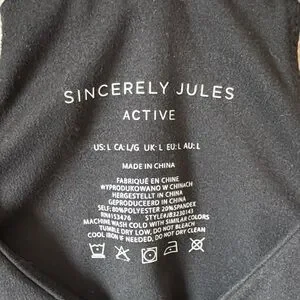 SINCERELY JULES
ACTIVE
US: L CA: L/G UK: L EU: L AU: L
MADE IN CHINA
FABRIQUÉ EN CHINE
WYPRODUKOWANO W CHINACH
HERGESTELLT IN CHINA
GEPRODUCEERD IN CHINA
SELF: 80%POLYESTER 20%SPANDEX
RN#153476
STYLE#JB3230143
MACHINE WASH COLD WITH SIMILAR COLORS
TUMBLE DRY LOW, DO NOT BLEACH
COOL IRON IF NEEDED, DO NOT DRY CLEAN